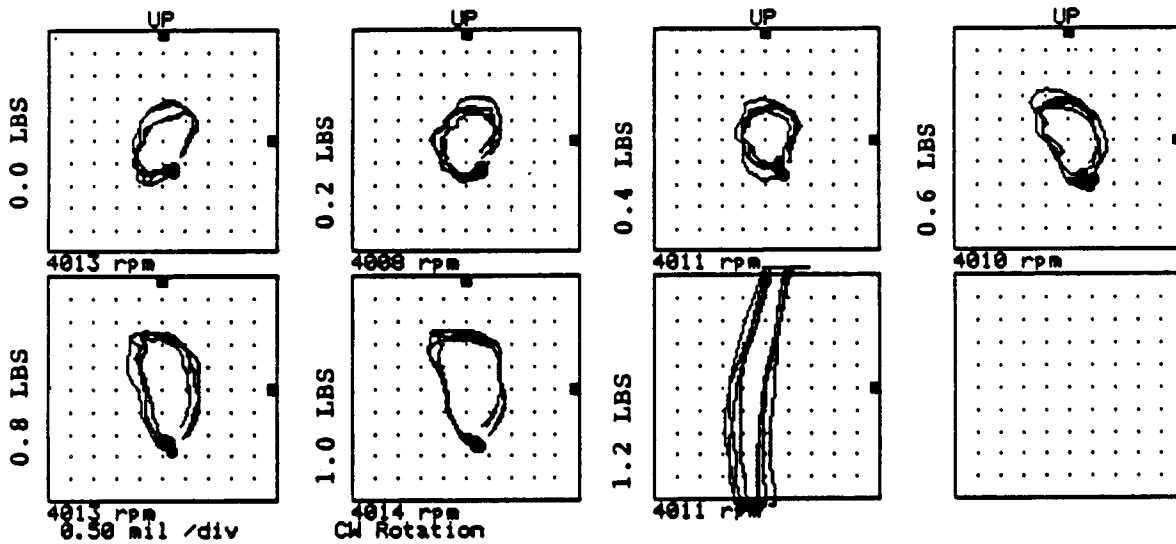 UP UP UP UP
0.0 LBS 0.2 LBS 0.4 LBS 0.6 LBS
4013 rpm 4008 rpm 4011 rpm 4010 rpm
0.8 LBS 1.0 LBS 1.2 LBS
4013 rpm 4014 rpm 4011 rpm
0.50 mil /div CW Rotation